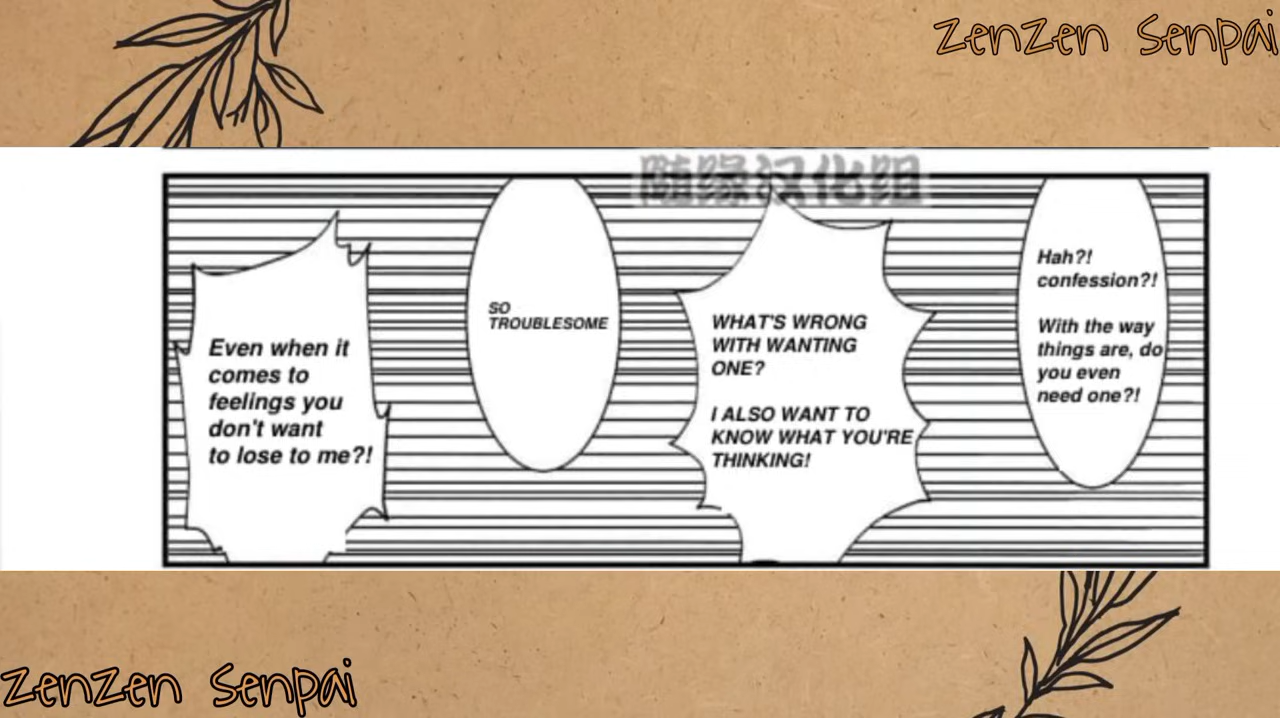 ZenZen Senpai
随缘汉化组
Hah?!
confession?!
With the way
things are, do
you even
need one?!
WHAT'S WRONG
WITH WANTING
ONE?
I ALSO WANT TO
KNOW WHAT YOU'RE
THINKING!
SO
TROUBLESOME
Even when it
comes to
feelings you
don't want
to lose to me?!
ZenZen Senpai